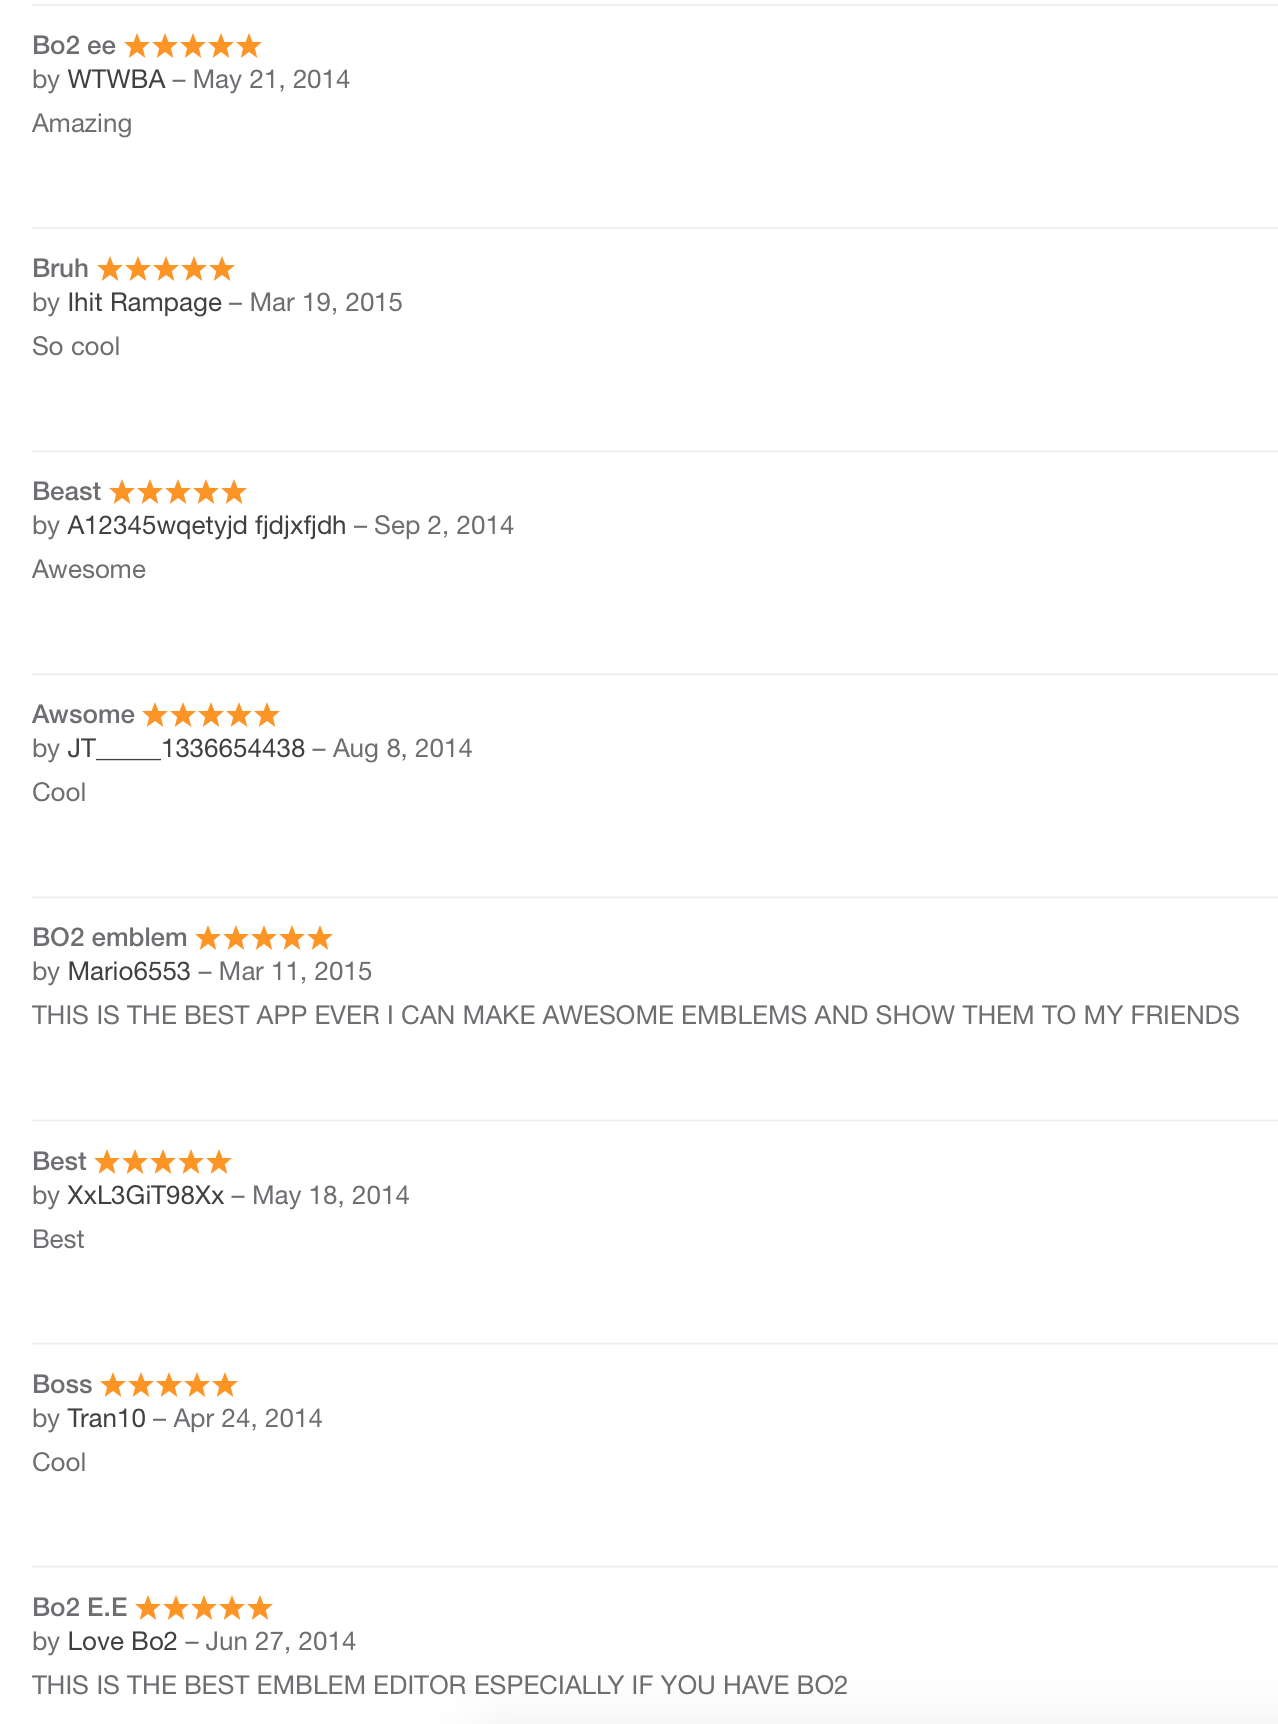 Bo2 ee ★★★★★
by WTWBA – May 21, 2014
Amazing
Bruh ★★★★★
by Ihit Rampage – Mar 19, 2015
So cool
Beast ★★★★★
by A12345wqetyjd fjdjxfjdh – Sep 2, 2014
Awesome
Awsome ★★★★★
by JT_____1336654438 – Aug 8, 2014
Cool
BO2 emblem ★★★★★
by Mario6553 – Mar 11, 2015
THIS IS THE BEST APP EVER I CAN MAKE AWESOME EMBLEMS AND SHOW THEM TO MY FRIENDS
Best ★★★★★
by XxL3GiT98Xx – May 18, 2014
Best
Boss ★★★★★
by Tran10 – Apr 24, 2014
Cool
Bo2 E.E ★★★★★
by Love Bo2 – Jun 27, 2014
THIS IS THE BEST EMBLEM EDITOR ESPECIALLY IF YOU HAVE BO2